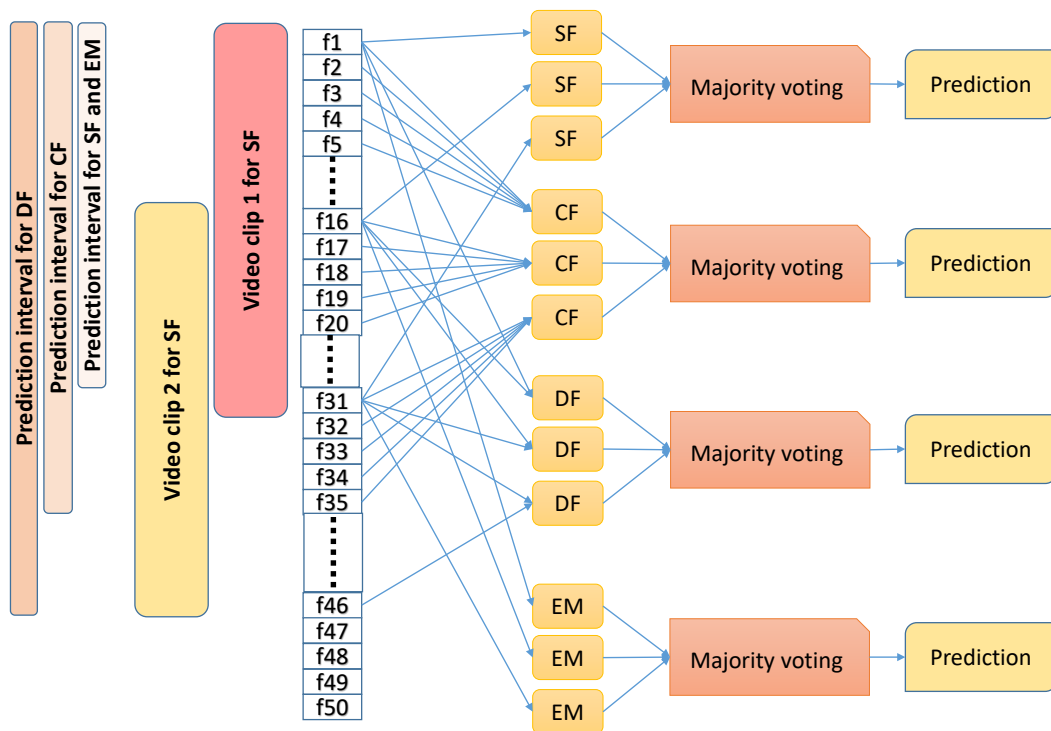 Prediction interval for DF
Prediction interval for CF
Prediction interval for SF and EM
Video clip 2 for SF
Video clip 1 for SF
f1
f2
f3
f4
f5
f16
f17
f18
f19
f20
f31
f32
f33
f34
f35
f46
f47
f48
f49
f50
SF
SF
SF
CF
CF
CF
DF
DF
DF
EM
EM
EM
Majority voting
Majority voting
Majority voting
Majority voting
Prediction
Prediction
Prediction
Prediction